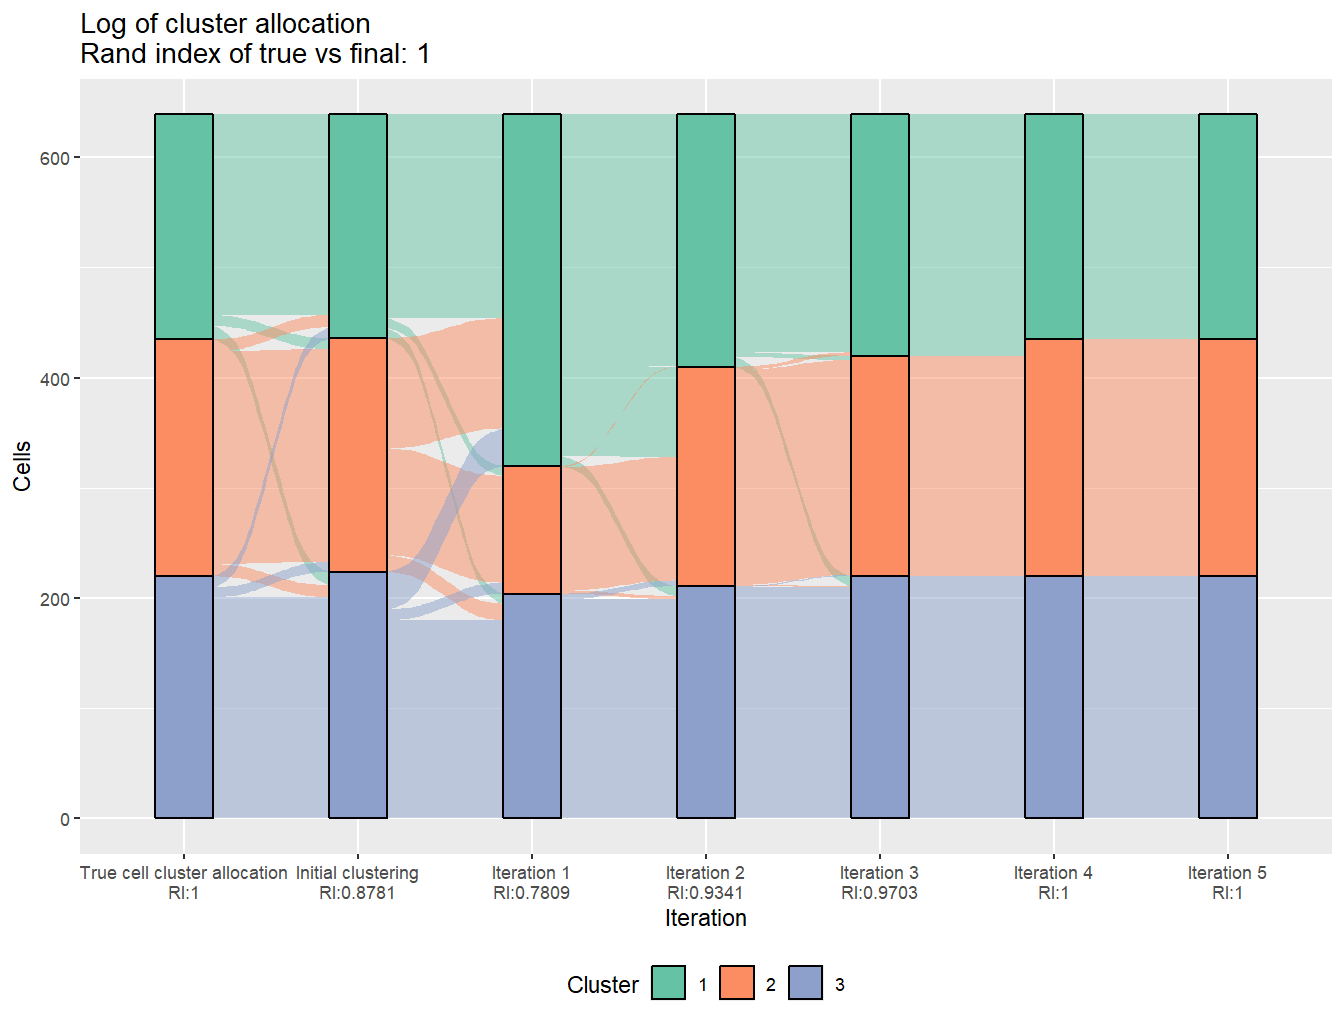 Log of cluster allocation
Rand index of true vs final: 1
Cells
600
400
200
0
True cell cluster allocation
RI:1
Initial clustering
RI:0.8781
Iteration 1
RI:0.7809
Iteration 2
RI:0.9341
Iteration 3
RI:0.9703
Iteration 4
RI:1
Iteration 5
RI:1
Iteration
Cluster 1 2 3